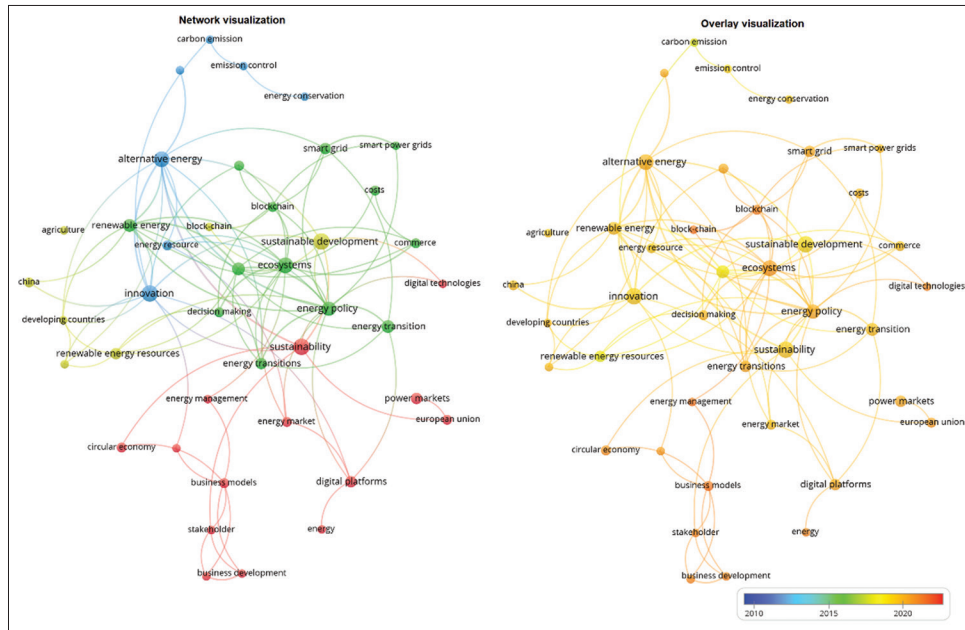 Network visualization
carbon emission
emission control
energy conservation
alternative energy
smart grid
smart power grids
costs
blockchain
renewable energy
block-chain
agriculture
energy resource
sustainable development
commerce
ecosystems
digital technologies
china
innovation
decision making
energy policy
developing countries
energy transition
renewable energy resources
sustainability
energy transitions
energy management
power markets
energy market
european union
circular economy
business models
digital platforms
stakeholder
energy
business development
Overlay visualization
carbon emission
emission control
energy conservation
alternative energy
smart grid
smart power grids
costs
blockchain
renewable energy
block-chain
agriculture
energy resource
sustainable development
commerce
ecosystems
digital technologies
china
innovation
decision making
energy policy
developing countries
energy transition
renewable energy resources
sustainability
energy transitions
energy management
power markets
energy market
european union
circular economy
business models
digital platforms
stakeholder
energy
business development
2010 2015 2020